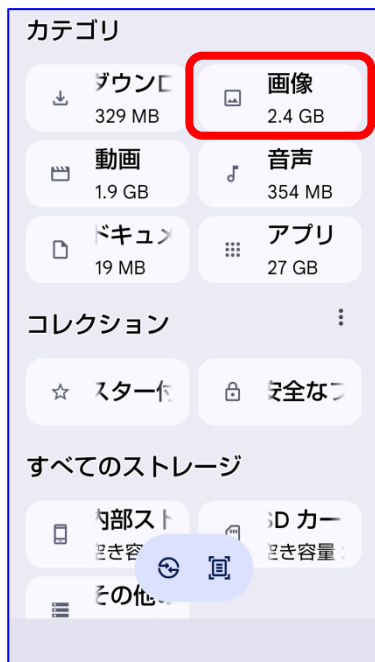 カテゴリ
ダウンロ
329 MB
画像
2.4 GB
動画
1.9 GB
音声
354 MB
ドキュメ
19 MB
アプリ
27 GB
コレクション
スター付
安全なフ
すべてのストレージ
内部スト
空き容
SD カー
空き容量
その他